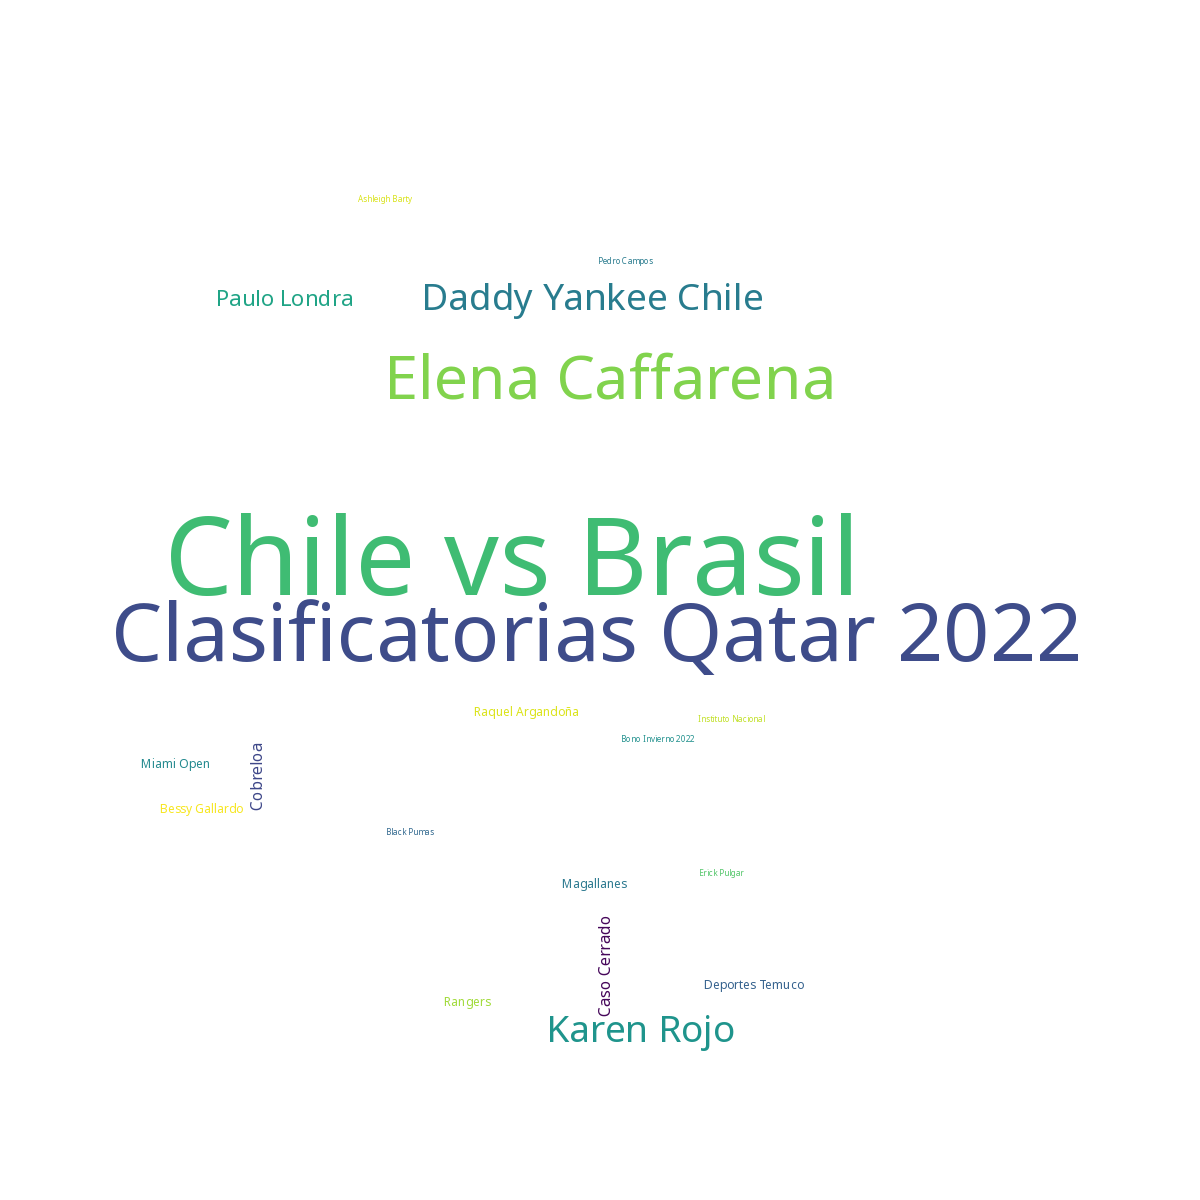 Ashleigh Barty
Pedro Campos
Paulo Londra
Daddy Yankee Chile
Elena Caffarena
Chile vs Brasil
Clasificatorias Qatar 2022
Raquel Argandoña
Instituto Nacional
Bono Invierno 2022
Miami Open
Cobreloa
Bessy Gallardo
Black Pumas
Erick Pulgar
Magallanes
Caso Cerrado
Deportes Temuco
Rangers
Karen Rojo